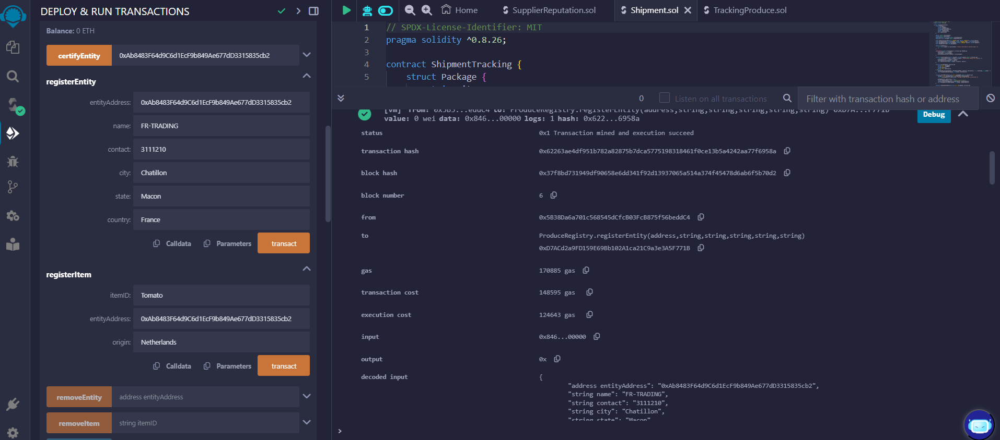 DEPLOY & RUN TRANSACTIONS
Balance: 0 ETH
certifyEntity 0xAb8483F64d9C6d1EcF9b849Ae677dD3315835cb2
registerEntity
entityAddress: 0xAb8483F64d9C6d1EcF9b849Ae677dD3315835cb2
name: FR-TRADING
contact: 3111210
city: Chatillon
state: Macon
country: France
Calldata Parameters transact
registerItem
itemID: Tomato
entityAddress: 0xAb8483F64d9C6d1EcF9b849Ae677dD3315835cb2
origin: Netherlands
Calldata Parameters transact
removeEntity address entityAddress
removeItem string itemID
Home SupplierReputation.sol Shipment.sol TrackingProduce.sol
1 // SPDX-License-Identifier: MIT
2 pragma solidity ^0.8.26;
3
4 contract ShipmentTracking {
5 struct Package {
0 Listen on all transactions Filter with transaction hash or address
[vm] from: 0x5B3...eddC4 to: ProduceRegistry.registerEntity(address,string,string,string,string,string) 0xD7A...F771B
value: 0 wei data: 0x846...00000 logs: 1 hash: 0x622...6958a
Debug
status 0x1 Transaction mined and execution succeed
transaction hash 0x62263ae4df951b782a82875b7dca5775198318461f0ce13b5a4242aa77f6958a
block hash 0x37f8bd731949df90658e6dd341f92d13937065a514a374f45478d6ab6f5b70d2
block number 6
from 0x5B38Da6a701c568545dCfcB03FcB875f56beddC4
to ProduceRegistry.registerEntity(address,string,string,string,string,string)
0xD7ACd2a9FD159E69Bb102A1ca21C9a3e3A5F771B
gas 170885 gas
transaction cost 148595 gas
execution cost 124643 gas
input 0x846...00000
output 0x
decoded input {
"address entityAddress": "0xAb8483F64d9C6d1EcF9b849Ae677dD3315835cb2",
"string name": "FR-TRADING",
"string contact": "3111210",
"string city": "Chatillon",
"string state": "Macon"
>